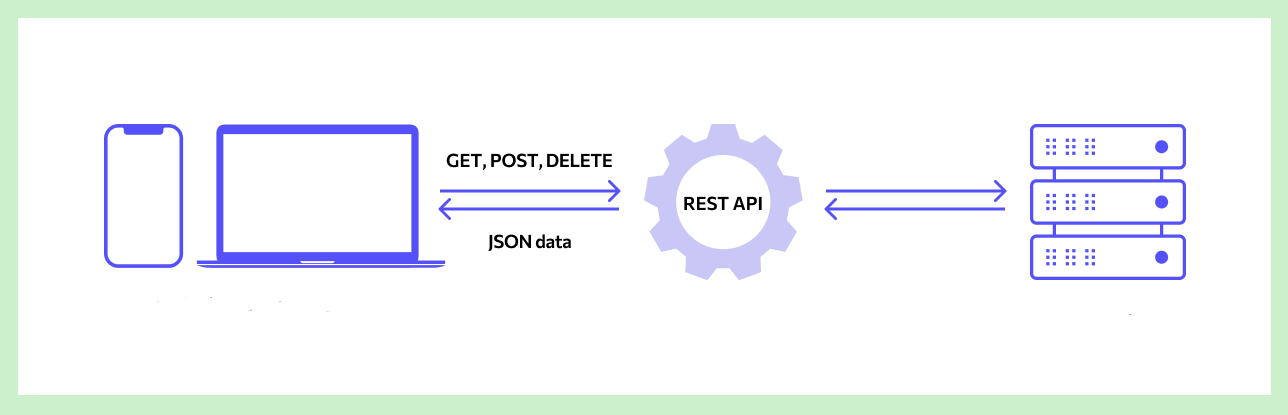 GET, POST, DELETE
REST API
JSON data